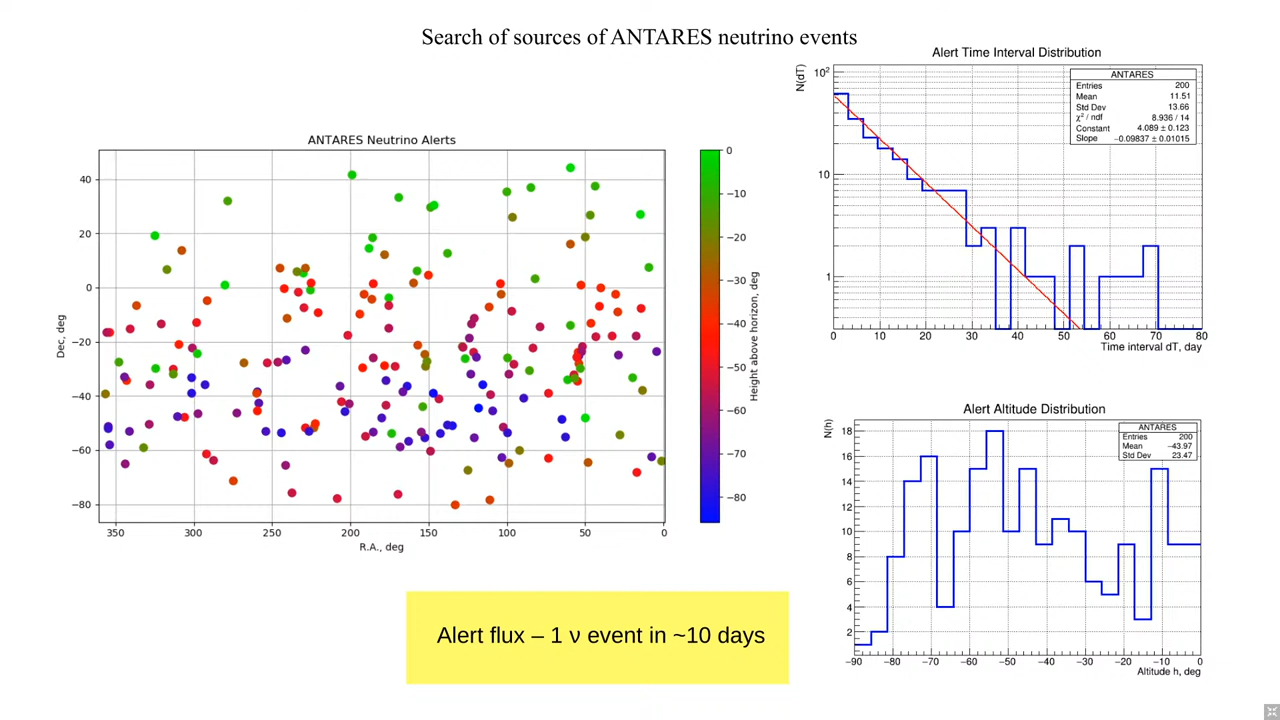 Search of sources of ANTARES neutrino events
ANTARES Neutrino Alerts
40
20
0
−20
−40
−60
−80
Dec, deg
350
300
250
200
150
100
50
0
R.A., deg
0
−10
−20
−30
−40
−50
−60
−70
−80
Height above horizon, deg
Alert Time Interval Distribution
N(dT)
10²
10
1
ANTARES
Entries 200
Mean 11.51
Std Dev 13.66
χ² / ndf 8.936 / 14
Constant 4.089 ± 0.123
Slope −0.09837 ± 0.01015
0 10 20 30 40 50 60 70 80
Time interval dT, day
Alert Altitude Distribution
N(h)
18
16
14
12
10
8
6
4
2
ANTARES
Entries 200
Mean −43.97
Std Dev 23.47
−90 −80 −70 −60 −50 −40 −30 −20 −10 0
Altitude h, deg
Alert flux – 1 ν event in ~10 days